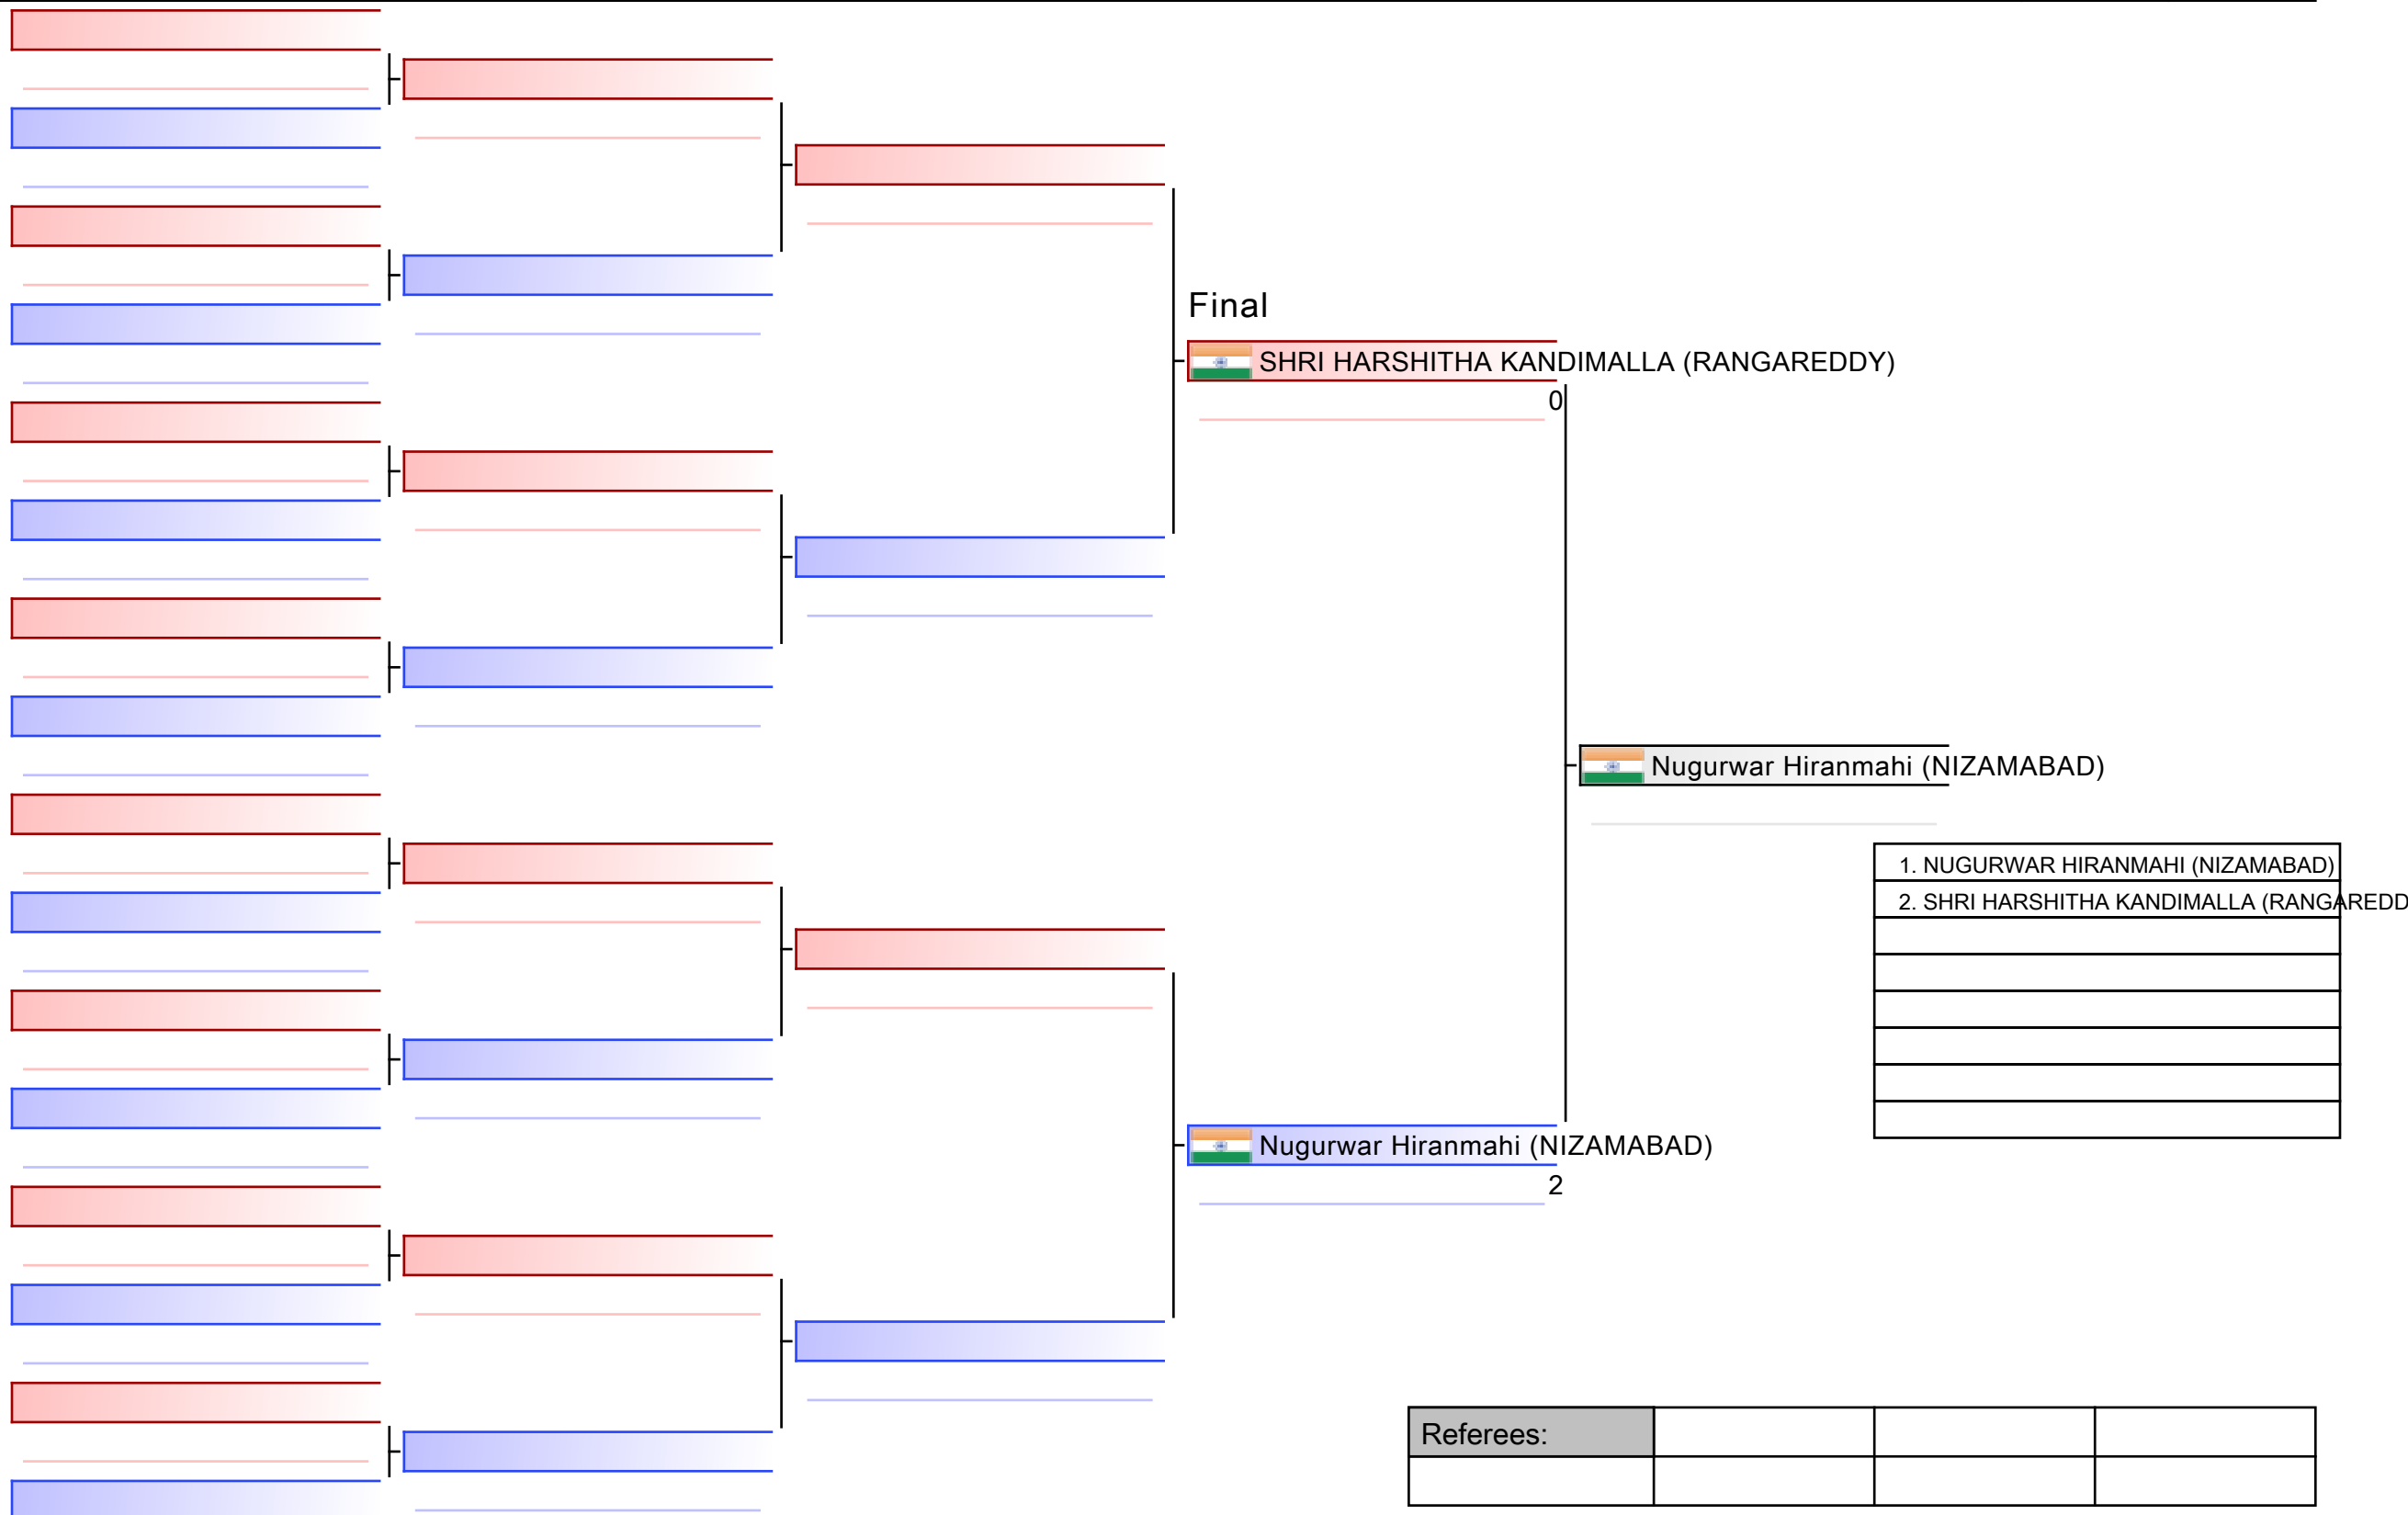 Final
SHRI HARSHITHA KANDIMALLA (RANGAREDDY)
0
Nugurwar Hiranmahi (NIZAMABAD)
1. NUGURWAR HIRANMAHI (NIZAMABAD)
2. SHRI HARSHITHA KANDIMALLA (RANGAREDD
Nugurwar Hiranmahi (NIZAMABAD)
2
Referees: